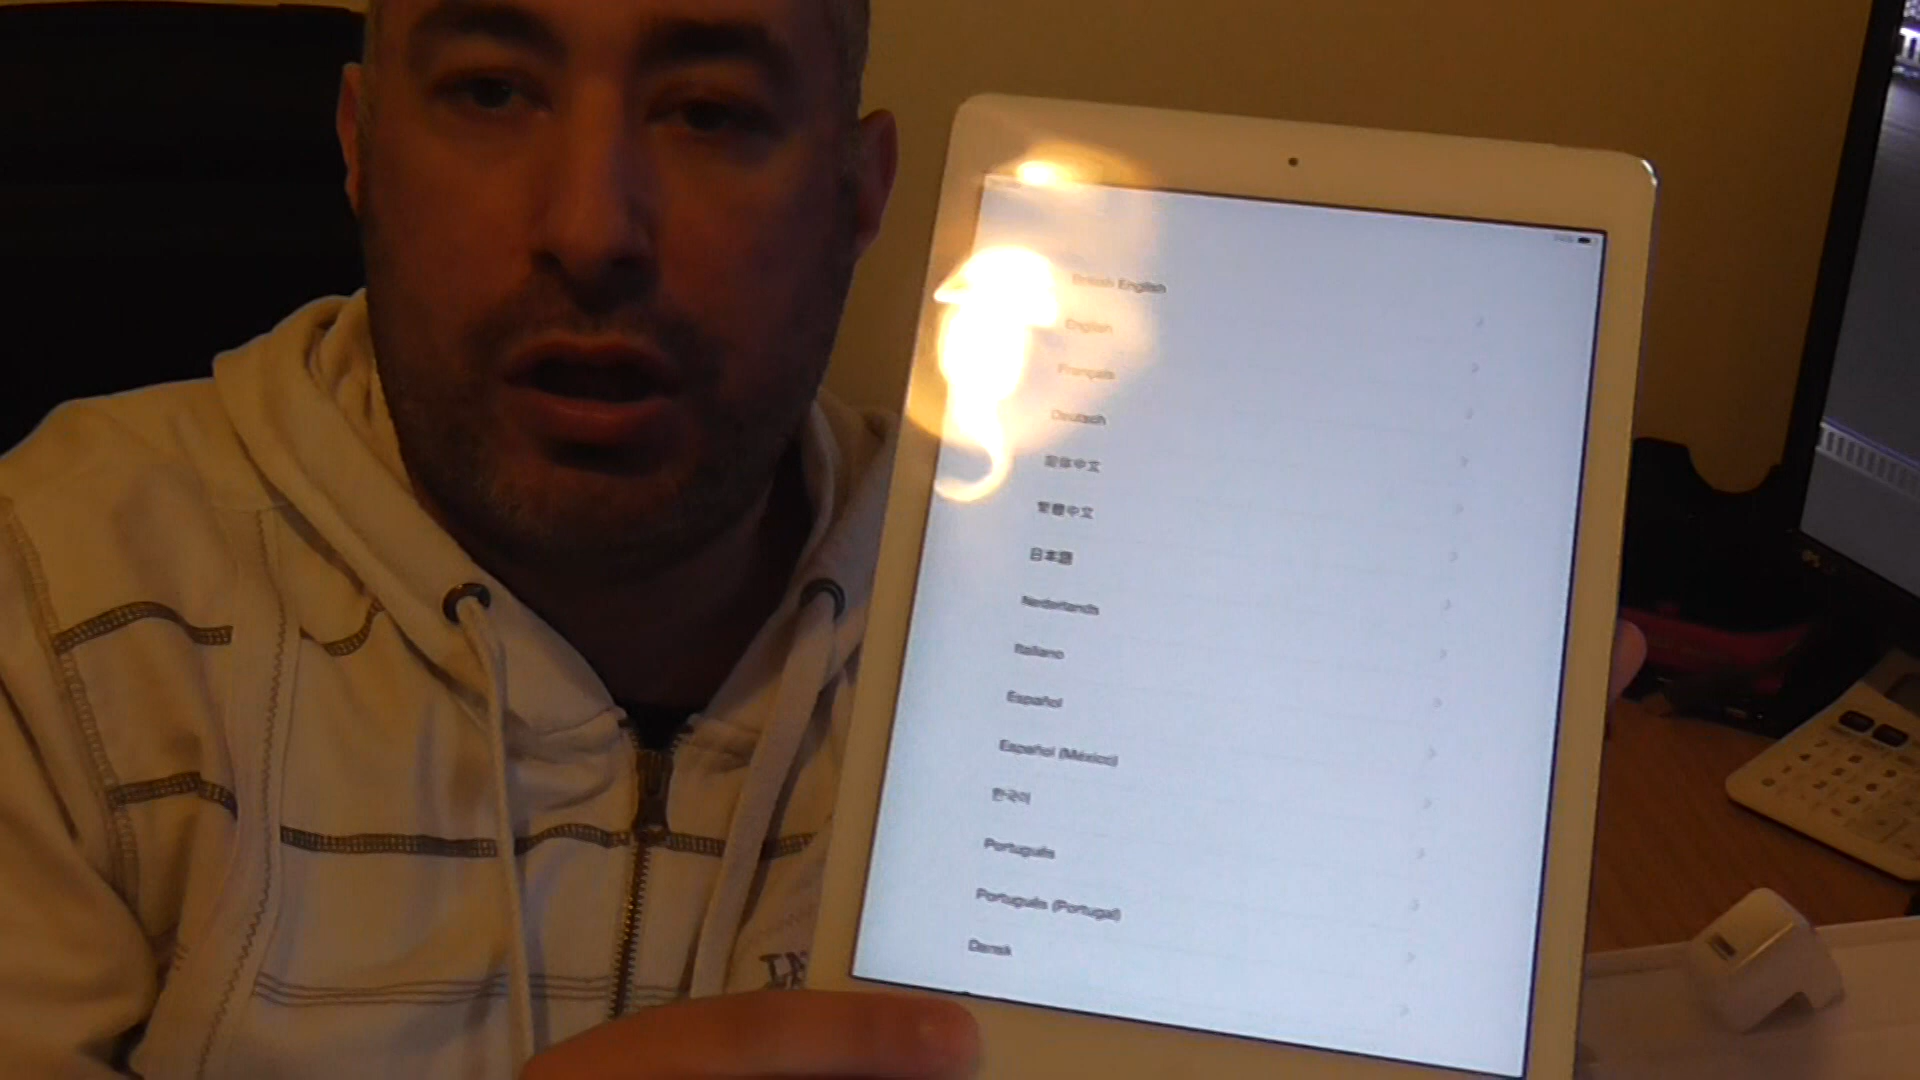 British English
English
Français
Deutsch
简体中文
繁體中文
日本語
Nederlands
Italiano
Español
Español (México)
한국어
Português
Português (Portugal)
Dansk